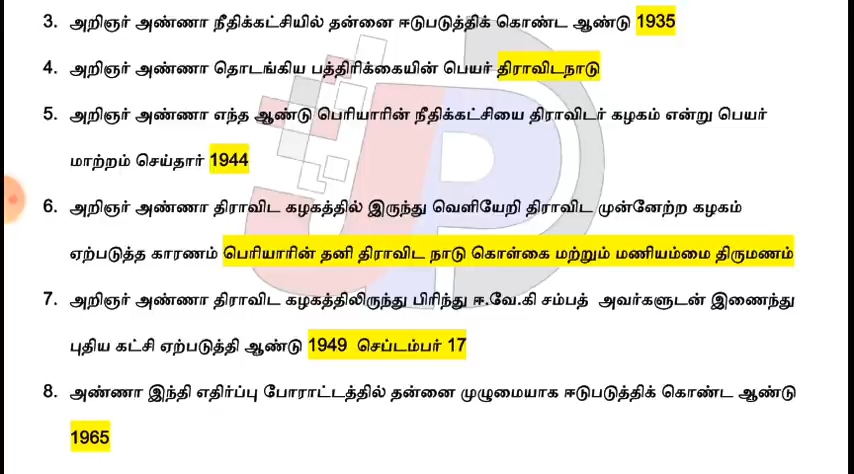 3. அறிஞர் அண்ணா நீதிக்கட்சியில் தன்னை ஈடுபடுத்திக் கொண்ட ஆண்டு 1935
4. அறிஞர் அண்ணா தொடங்கிய பத்திரிக்கையின் பெயர் திராவிடநாடு
5. அறிஞர் அண்ணா எந்த ஆண்டு பெரியாரின் நீதிக்கட்சியை திராவிடர் கழகம் என்று பெயர்
மாற்றம் செய்தார் 1944
6. அறிஞர் அண்ணா திராவிட கழகத்தில் இருந்து வெளியேறி திராவிட முன்னேற்ற கழகம்
ஏற்படுத்த காரணம் பெரியாரின் தனி திராவிட நாடு கொள்கை மற்றும் மணியம்மை திருமணம்
7. அறிஞர் அண்ணா திராவிட கழகத்திலிருந்து பிரிந்து ஈ.வே.கி சம்பத் அவர்களுடன் இணைந்து
புதிய கட்சி ஏற்படுத்தி ஆண்டு 1949 செப்டம்பர் 17
8. அண்ணா இந்தி எதிர்ப்பு போராட்டத்தில் தன்னை முழுமையாக ஈடுபடுத்திக் கொண்ட ஆண்டு
1965